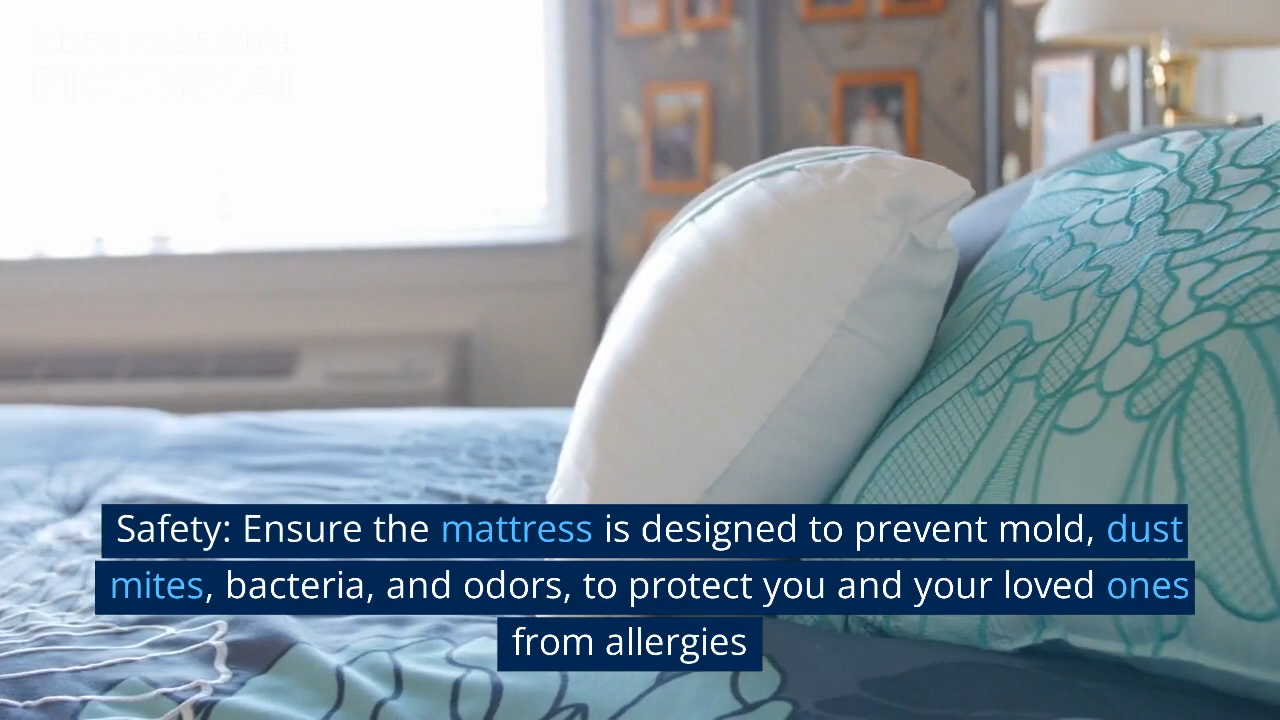 Safety: Ensure the mattress is designed to prevent mold, dust
mites, bacteria, and odors, to protect you and your loved ones
from allergies